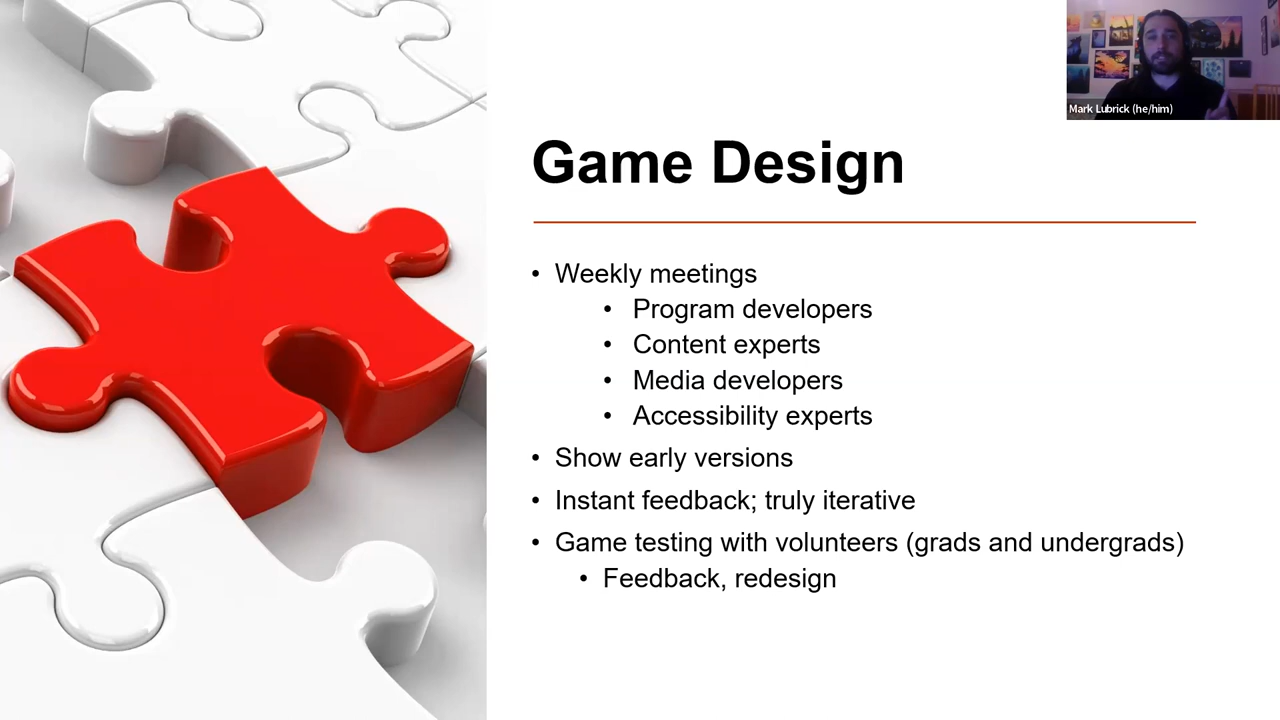 Mark Lubrick (he/him)
Game Design
• Weekly meetings
• Program developers
• Content experts
• Media developers
• Accessibility experts
• Show early versions
• Instant feedback; truly iterative
• Game testing with volunteers (grads and undergrads)
• Feedback, redesign